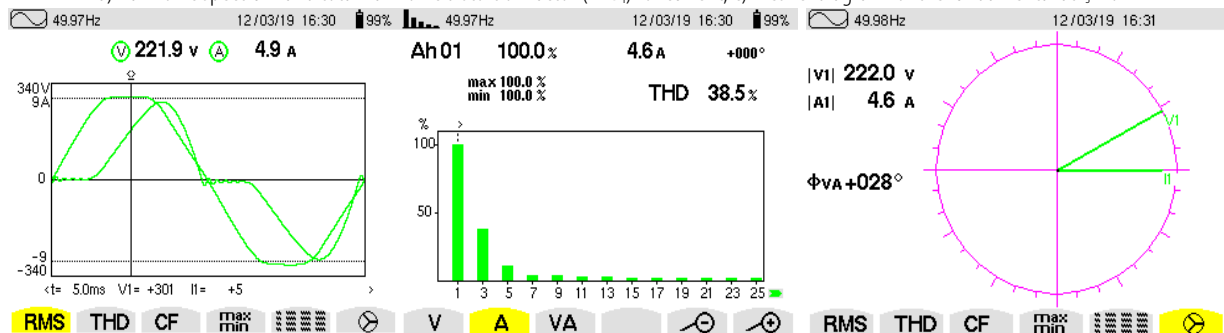 49.97Hz 12/03/19 16:30 99%
V 221.9 V A 4.9 A
340V
9A
0
-9
-340
<t= 5.0ms V1= +301 I1= +5 >
RMS THD CF max min
49.97Hz 12/03/19 16:30 99%
Ah 01 100.0 % 4.6 A +000°
max 100.0 %
min 100.0 %
THD 38.5 %
% >
100
50
1 3 5 7 9 11 13 15 17 19 21 23 25
V A VA
49.98Hz 12/03/19 16:31
|V1| 222.0 V
|A1| 4.6 A
ΦVA +028°
V1
I1
RMS THD CF max min